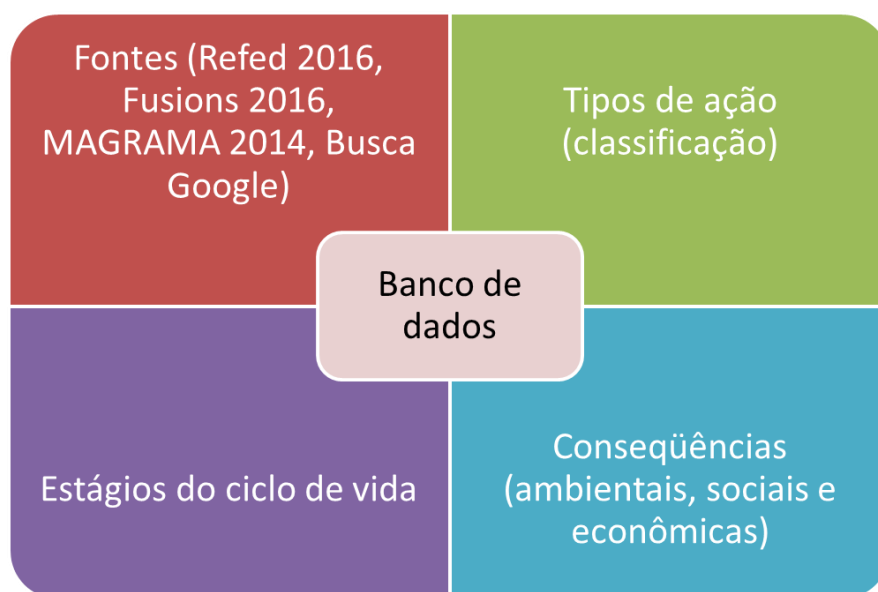 Fontes (Refed 2016,
Fusions 2016,
MAGRAMA 2014, Busca
Google)
Tipos de ação
(classificação)
Banco de
dados
Estágios do ciclo de vida
Conseqüências
(ambientais, sociais e
econômicas)